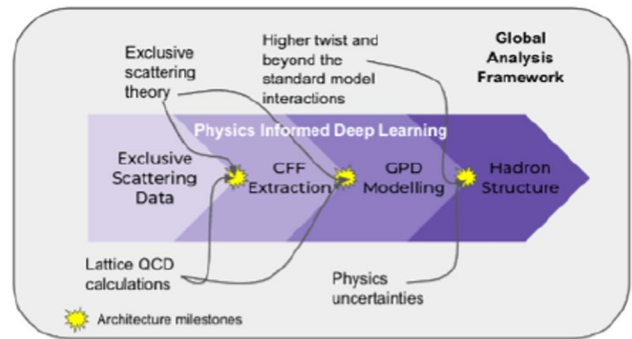 Exclusive
scattering
theory
Higher twist and
beyond the
standard model
interactions
Global
Analysis
Framework
Physics Informed Deep Learning
Exclusive
Scattering
Data
CFF
Extraction
GPD
Modelling
Hadron
Structure
Lattice QCD
calculations
Physics
uncertainties
Architecture milestones